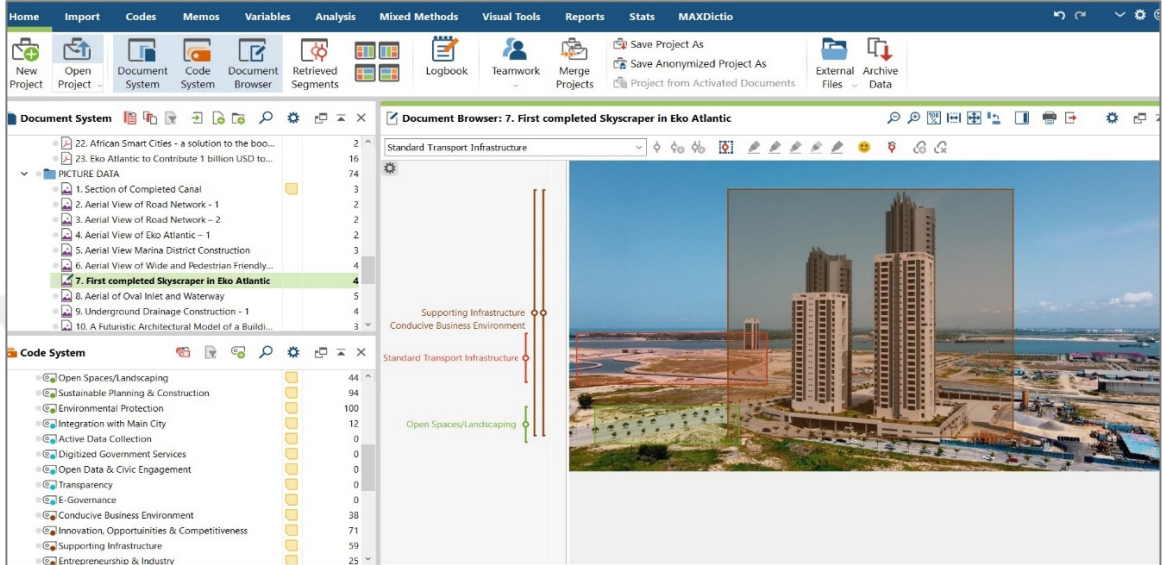 Home Import Codes Memos Variables Analysis Mixed Methods Visual Tools Reports Stats MAXDictio
New Project
Open Project
Document System
Code System
Document Browser
Retrieved Segments
Logbook
Teamwork
Merge Projects
Save Project As
Save Anonymized Project As
Project from Activated Documents
External Files
Archive Data
Document System
22. African Smart Cities - a solution to the boo... 2
23. Eko Atlantic to Contribute 1 billion USD to... 16
PICTURE DATA 74
1. Section of Completed Canal 3
2. Aerial View of Road Network - 1 2
3. Aerial View of Road Network – 2 2
4. Aerial View of Eko Atlantic – 1 2
5. Aerial View Marina District Construction 3
6. Aerial View of Wide and Pedestrian Friendly... 4
7. First completed Skyscraper in Eko Atlantic 4
8. Aerial of Oval Inlet and Waterway 5
9. Underground Drainage Construction - 1 4
10. A Futuristic Architectural Model of a Buildi... 3
Code System
Open Spaces/Landscaping 44
Sustainable Planning & Construction 94
Environmental Protection 100
Integration with Main City 12
Active Data Collection 0
Digitized Government Services 0
Open Data & Civic Engagement 0
Transparency 0
E-Governance 0
Conducive Business Environment 38
Innovation, Opportuinities & Competitiveness 71
Supporting Infrastructure 59
Entrepreneurship & Industry 25
Document Browser: 7. First completed Skyscraper in Eko Atlantic
Standard Transport Infrastructure
Supporting Infrastructure
Conducive Business Environment
Standard Transport Infrastructure
Open Spaces/Landscaping